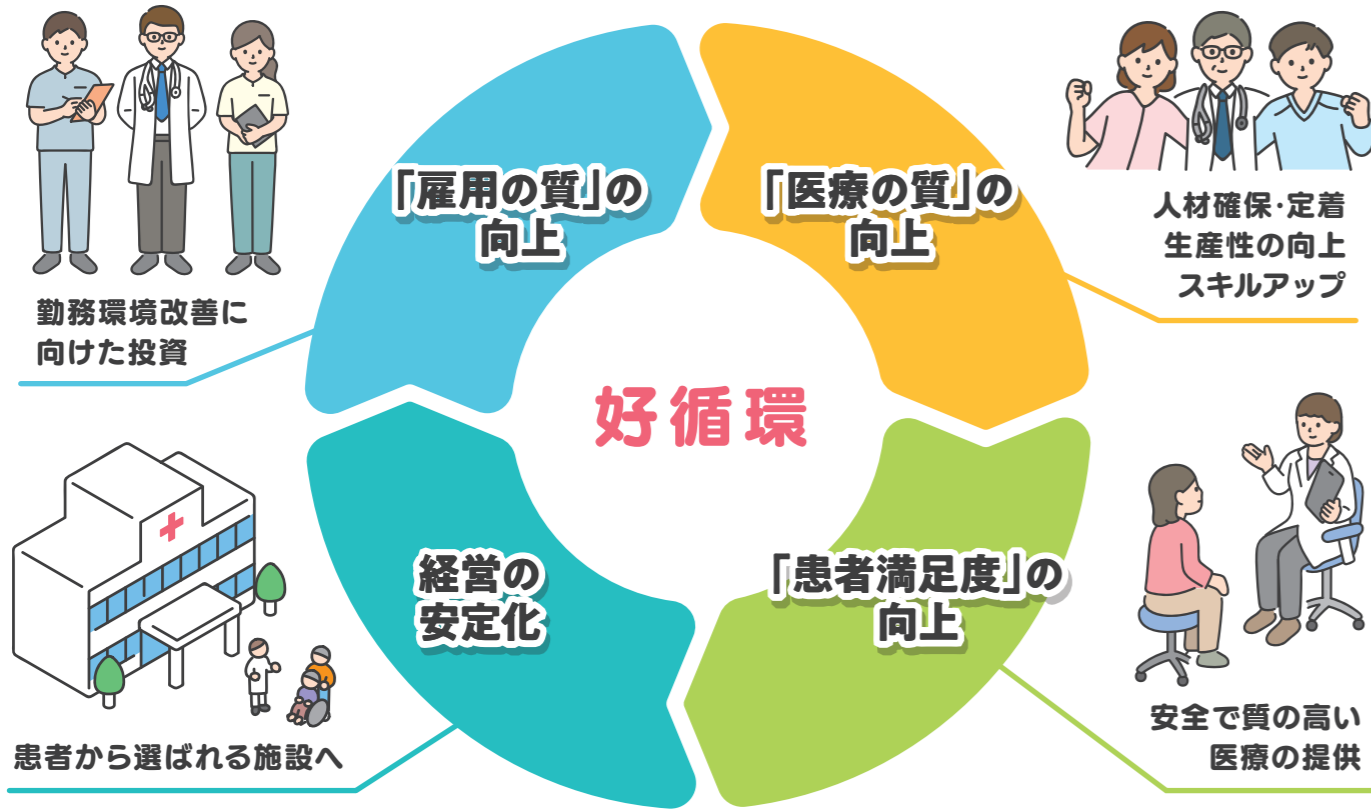 「雇用の質」の
向上
勤務環境改善に
向けた投資
「医療の質」の
向上
人材確保・定着
生産性の向上
スキルアップ
好循環
「患者満足度」の
向上
安全で質の高い
医療の提供
経営の
安定化
患者から選ばれる施設へ